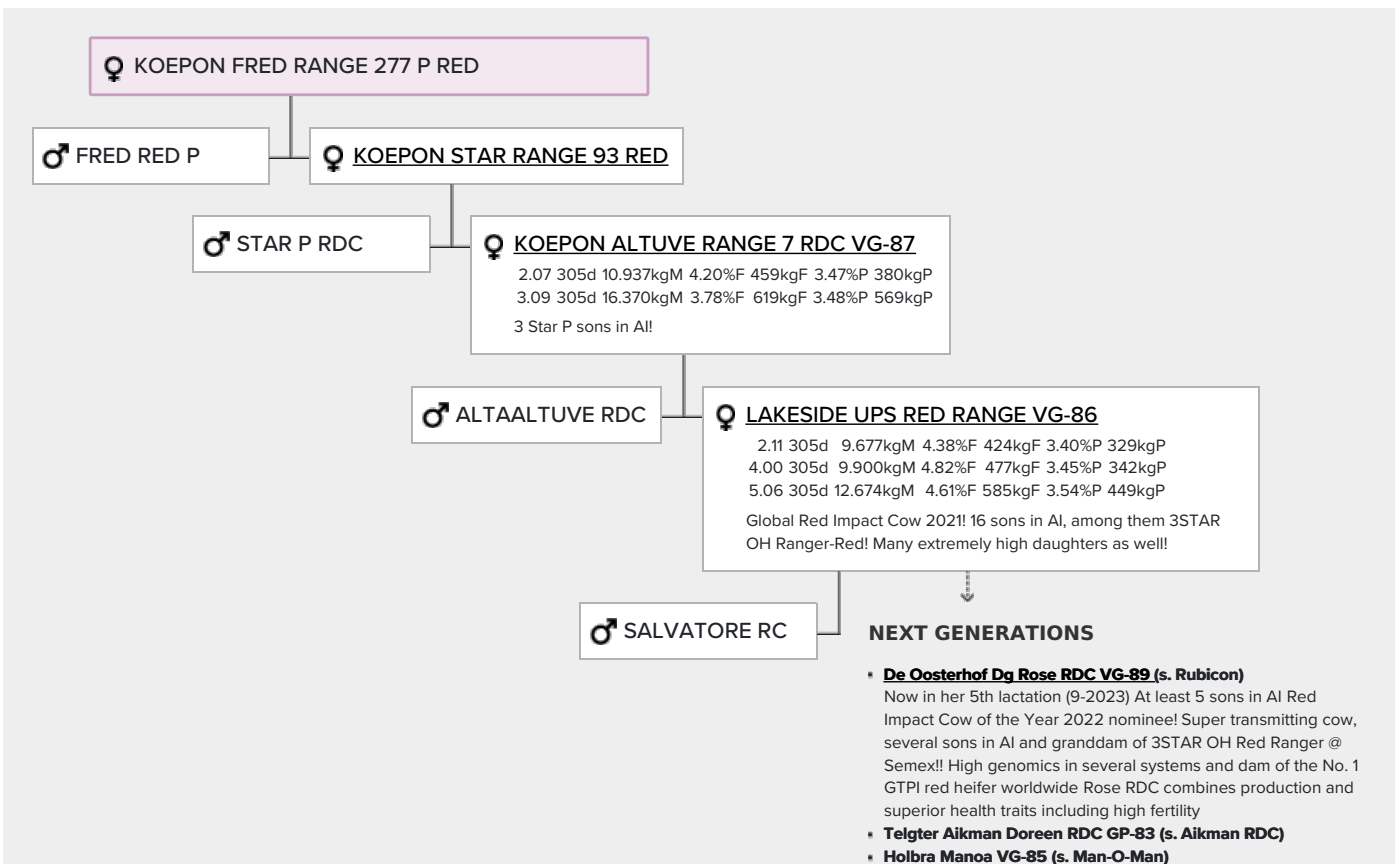 KOEPON FRED RANGE 277 P RED
FRED RED P
KOEPON STAR RANGE 93 RED
STAR P RDC
KOEPON ALTUVE RANGE 7 RDC VG-87
2.07 305d 10.937kgM 4.20%F 459kgF 3.47%P 380kgP
3.09 305d 16.370kgM 3.78%F 619kgF 3.48%P 569kgP
3 Star P sons in AI!
ALTAALTUVE RDC
LAKESIDE UPS RED RANGE VG-86
2.11 305d 9.677kgM 4.38%F 424kgF 3.40%P 329kgP
4.00 305d 9.900kgM 4.82%F 477kgF 3.45%P 342kgP
5.06 305d 12.674kgM 4.61%F 585kgF 3.54%P 449kgP
Global Red Impact Cow 2021! 16 sons in AI, among them 3STAR
OH Ranger-Red! Many extremely high daughters as well!
SALVATORE RC
NEXT GENERATIONS
De Oosterhof Dg Rose RDC VG-89 (s. Rubicon)
Now in her 5th lactation (9-2023) At least 5 sons in AI Red
Impact Cow of the Year 2022 nominee! Super transmitting cow,
several sons in AI and granddam of 3STAR OH Red Ranger @
Semex!! High genomics in several systems and dam of the No. 1
GTPI red heifer worldwide Rose RDC combines production and
superior health traits including high fertility
Telgter Aikman Doreen RDC GP-83 (s. Aikman RDC)
Holbra Manoa VG-85 (s. Man-O-Man)